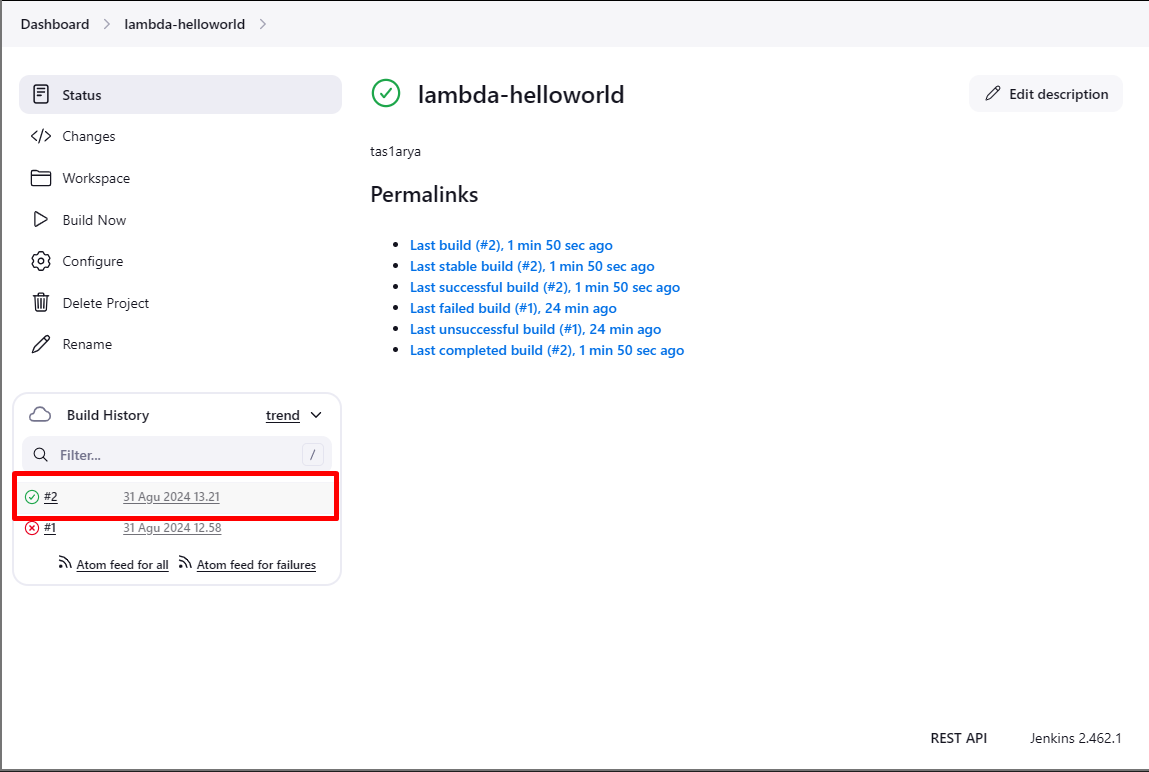 Dashboard > lambda-helloworld >
Status
Changes
Workspace
Build Now
Configure
Delete Project
Rename
lambda-helloworld
Edit description
tas1arya
Permalinks
Last build (#2), 1 min 50 sec ago
Last stable build (#2), 1 min 50 sec ago
Last successful build (#2), 1 min 50 sec ago
Last failed build (#1), 24 min ago
Last unsuccessful build (#1), 24 min ago
Last completed build (#2), 1 min 50 sec ago
Build History trend
Filter... /
#2 31 Agu 2024 13.21
#1 31 Agu 2024 12.58
Atom feed for all Atom feed for failures
REST API Jenkins 2.462.1